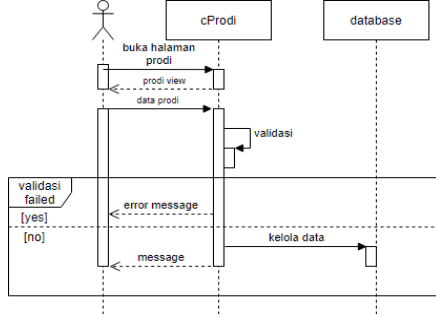 cProdi
database
buka halaman
prodi
prodi view
data prodi
validasi
validasi
failed
error message
[yes]
[no]
kelola data
message